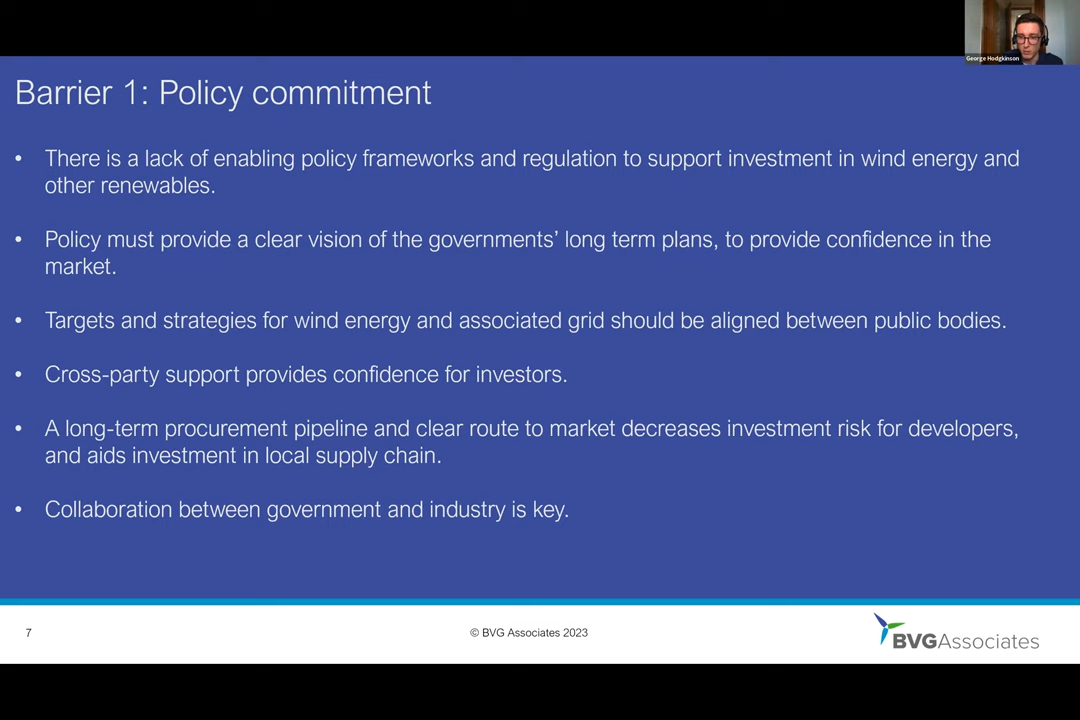 George Hodgkinson
Barrier 1: Policy commitment
• There is a lack of enabling policy frameworks and regulation to support investment in wind energy and
other renewables.
• Policy must provide a clear vision of the governments’ long term plans, to provide confidence in the
market.
• Targets and strategies for wind energy and associated grid should be aligned between public bodies.
• Cross-party support provides confidence for investors.
• A long-term procurement pipeline and clear route to market decreases investment risk for developers,
and aids investment in local supply chain.
• Collaboration between government and industry is key.
7
© BVG Associates 2023
BVGAssociates